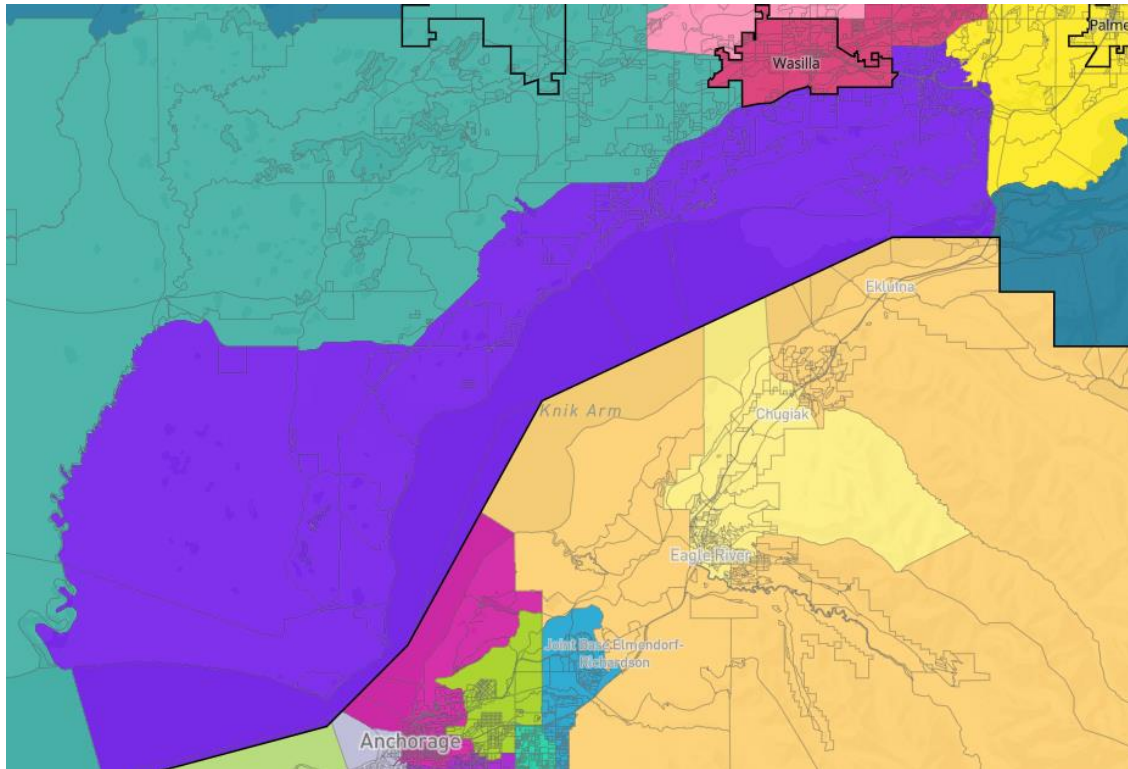 Palme
Wasilla
Eklutna
Knik Arm
Chugiak
Eagle River
Joint Base Elmendorf-
Richardson
Anchorage